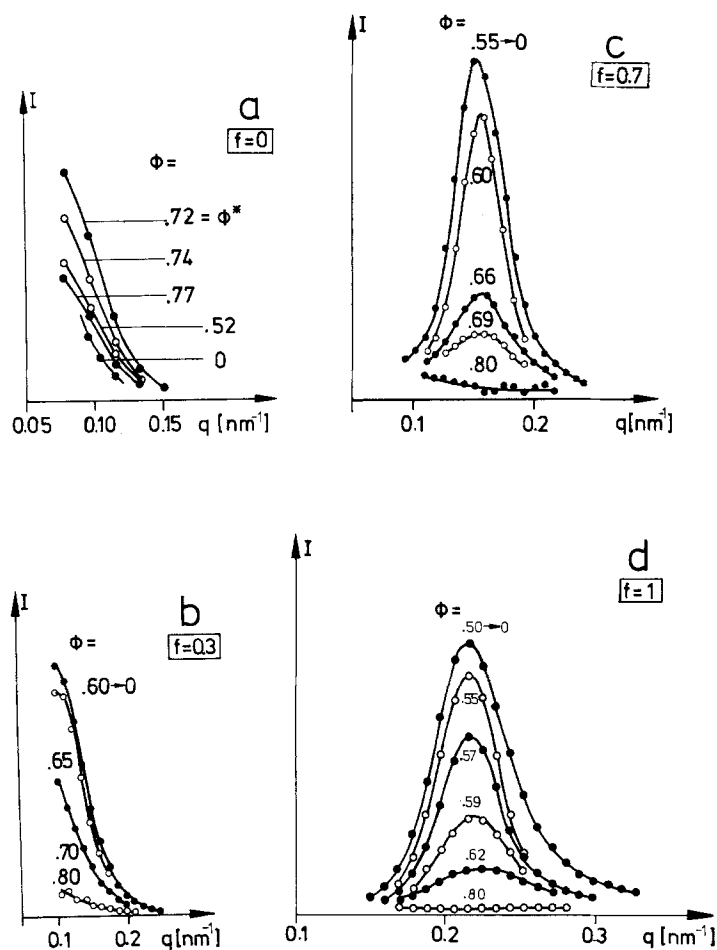 a
f=0
I
Φ=
.72 = Φ*
.74
.77
.52
0
0.05 0.10 0.15 q [nm⁻¹]
c
f=0.7
I
Φ=
.55→0
.60
.66
.69
.80
0.1 0.2 q[nm⁻¹]
b
f=0.3
I
Φ=
.60→0
.65
.70
.80
0.1 0.2 q[nm⁻¹]
d
f=1
I
Φ=
.50→0
.55
.57
.59
.62
.80
0.1 0.2 0.3 q[nm⁻¹]